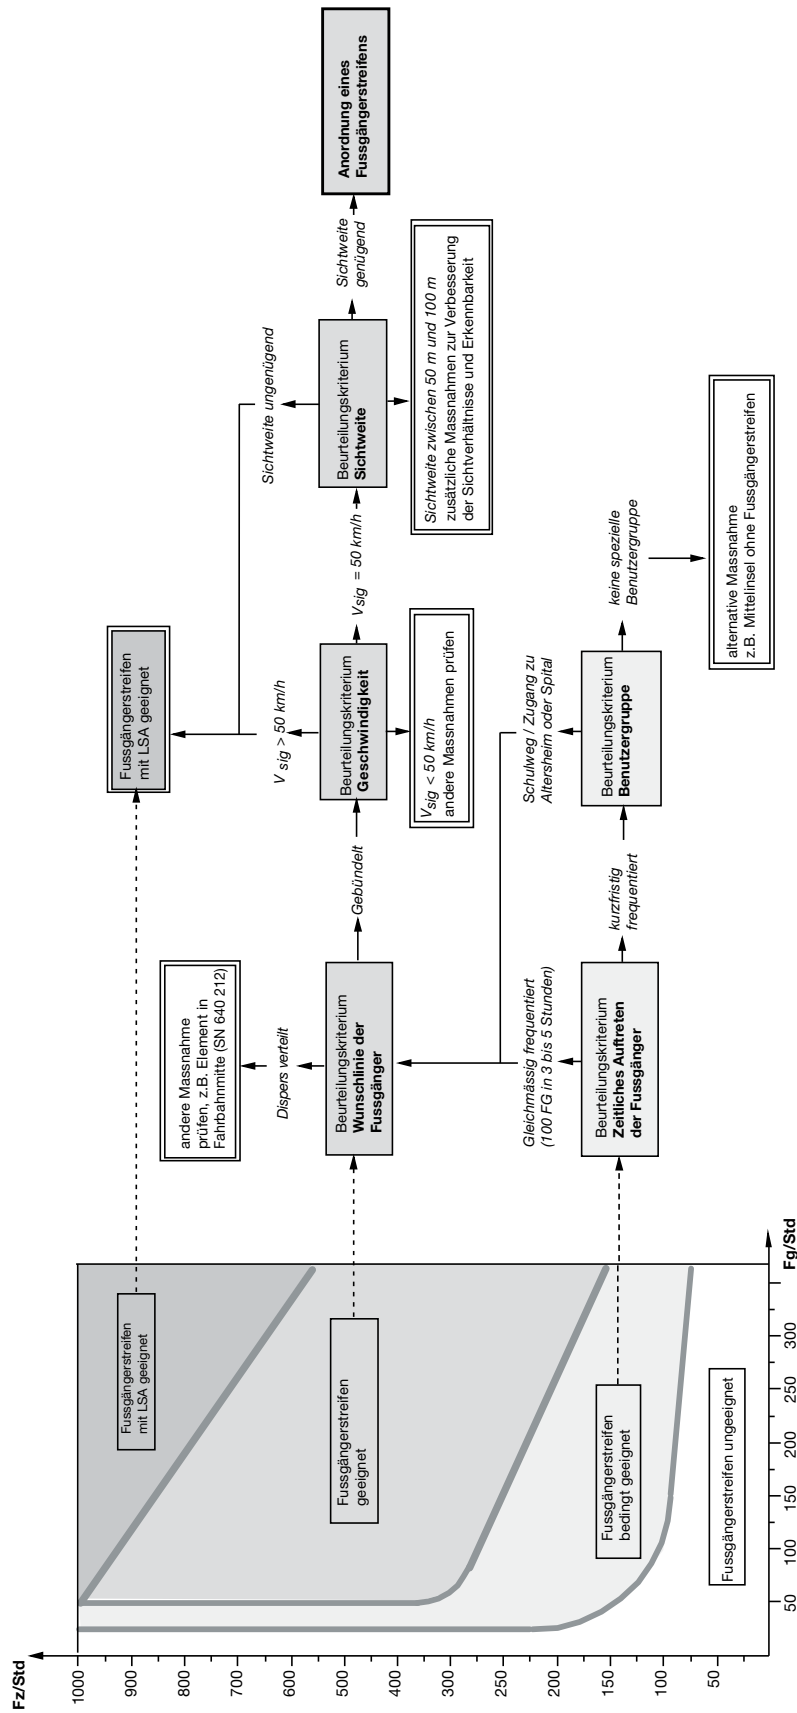 Fz/Std
1000
900
800
700
600
500
400
300
250
200
150
100
50
50
100
150
200
250
300
Fg/Std
Fussgängerstreifen
mit LSA geeignet
Fussgängerstreifen
geeignet
Fussgängerstreifen
bedingt geeignet
Fussgängerstreifen ungeeignet
andere Massnahme
prüfen, z.B. Element in
Fahrbahnmitte (SN 640 212)
Dispers verteilt
Beurteilungskriterium
Wunschlinie der
Fussgänger
Gleichmässig frequentiert
(100 FG in 3 bis 5 Stunden)
Beurteilungskriterium
Zeitliches Auftreten
der Fussgänger
Gebündelt
kurzfristig
frequentiert
Fussgängerstreifen
mit LSA geeignet
V sig > 50 km/h
Beurteilungskriterium
Geschwindigkeit
Vsig < 50 km/h
andere Massnahmen prüfen
Schulweg / Zugang zu
Altersheim oder Spital
Beurteilungskriterium
Benutzergruppe
Vsig = 50 km/h
keine spezielle
Benutzergruppe
alternative Massnahme
z.B. Mittelinsel ohne Fussgängerstreifen
Sichtweite ungenügend
Beurteilungskriterium
Sichtweite
Sichtweite zwischen 50 m und 100 m
zusätzliche Massnahmen zur Verbesserung
der Sichtverhältnisse und Erkennbarkeit
Sichtweite
genügend
Anordnung eines
Fussgängerstreifens